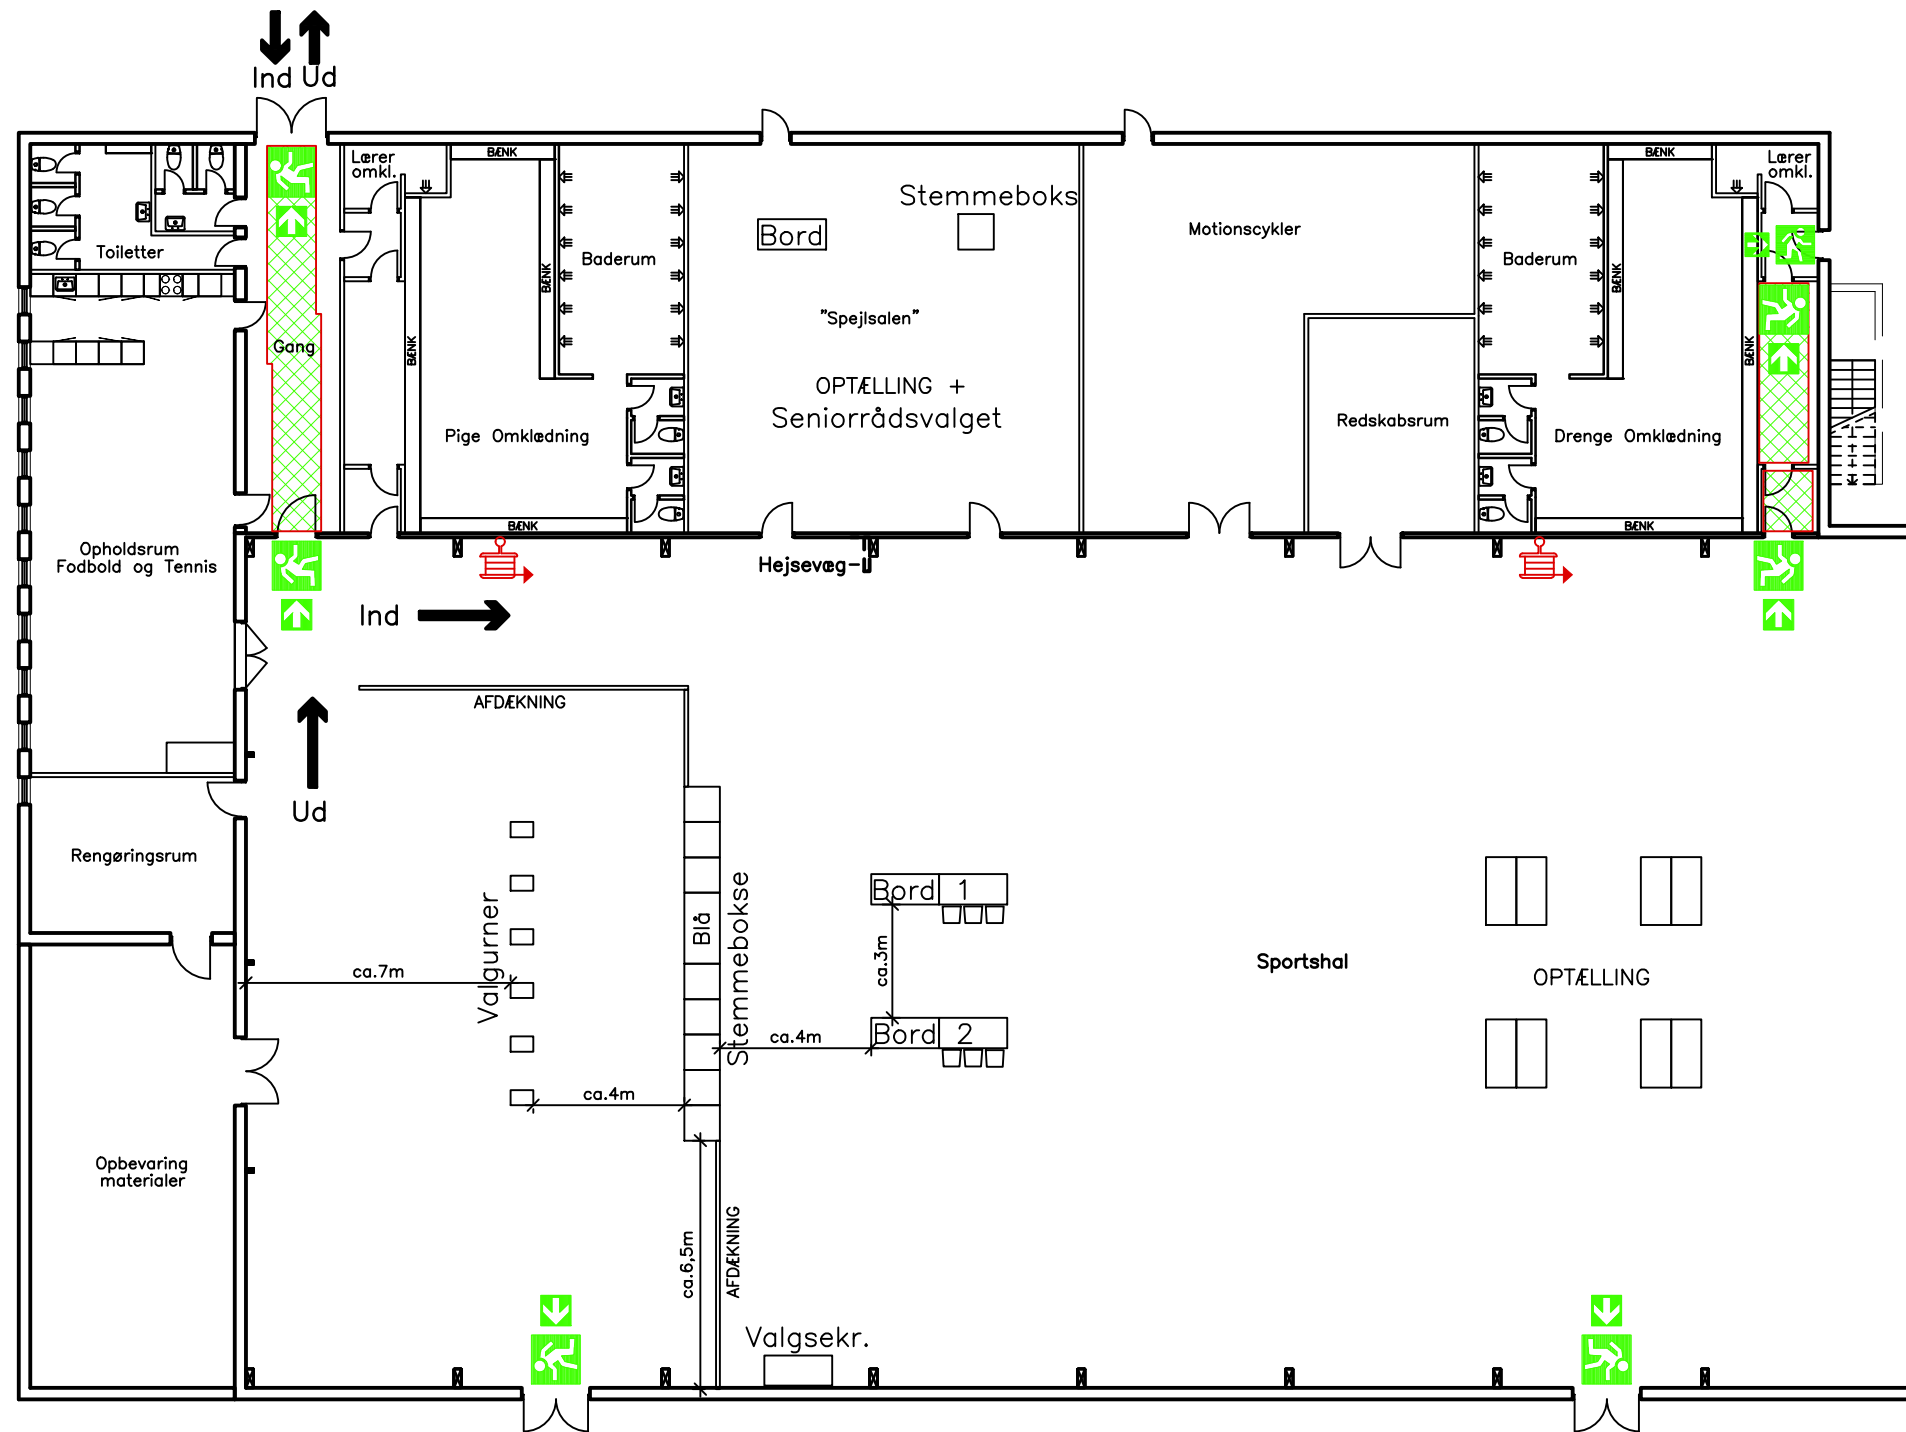 Ind Ud
BÆNK
BÆNK
Lærer
omkl.
Lærer
omkl.
Stemmeboks
Bord
Motionscykler
Toiletter
Baderum
Baderum
BÆNK
BÆNK
"Spejlsalen"
Gang
BÆNK
BÆNK
OPTÆLLING +
Seniorrådsvalget
Redskabsrum
Pige Omklædning
Drenge Omklædning
BÆNK
BÆNK
Opholdsrum
Fodbold og Tennis
Hejsevæg
Ind
AFDÆKNING
Ud
Rengøringsrum
Valgurner
Blå
Stemmebokse
Bord 1
ca.3m
Sportshal
ca.7m
OPTÆLLING
Bord 2
ca.4m
ca.4m
Opbevaring
materialer
ca.6,5m
AFDÆKNING
Valgsekr.